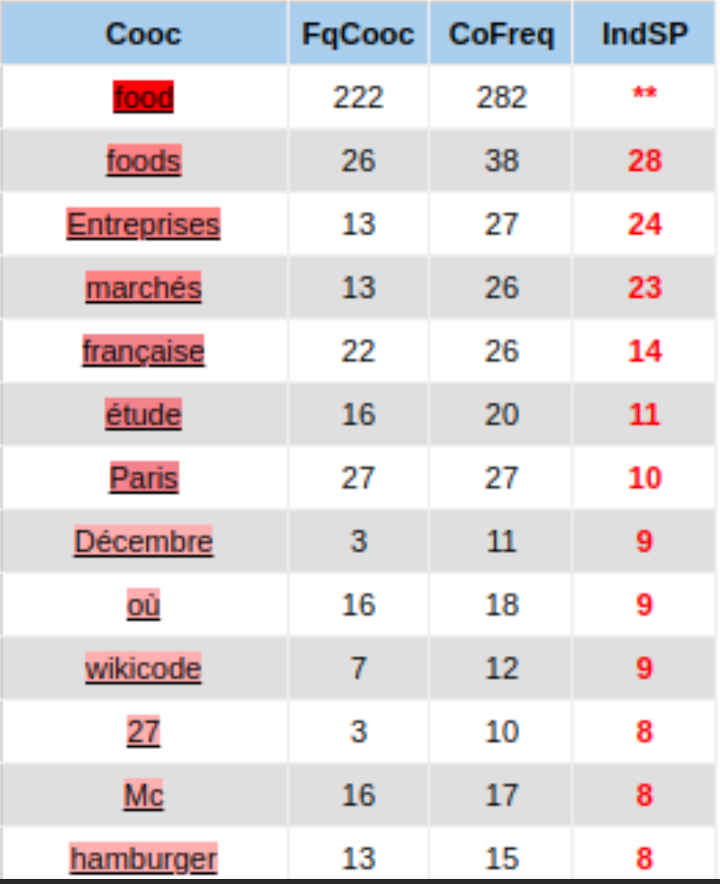 Cooc FqCooc CoFreq IndSP
food 222 282 **
foods 26 38 28
Entreprises 13 27 24
marchés 13 26 23
française 22 26 14
étude 16 20 11
Paris 27 27 10
Décembre 3 11 9
où 16 18 9
wikicode 7 12 9
27 3 10 8
Mc 16 17 8
hamburger 13 15 8